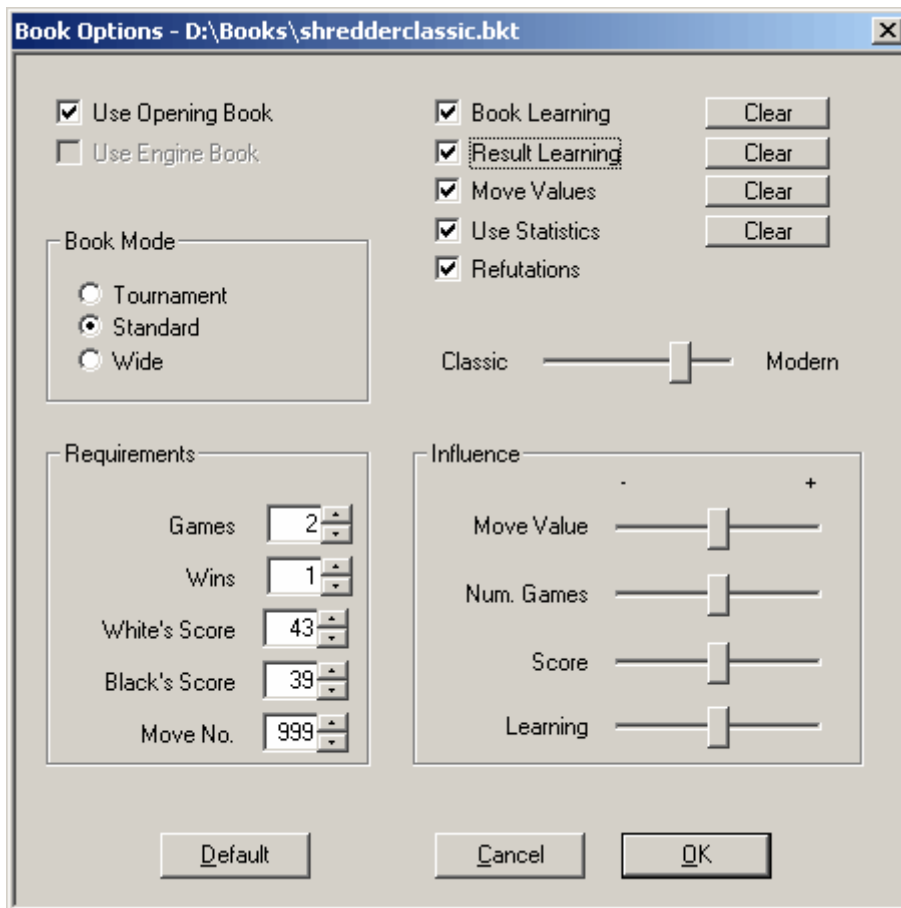 Book Options - D:\Books\shredderclassic.bkt
Use Opening Book
Use Engine Book
Book Learning Clear
Result Learning Clear
Move Values Clear
Use Statistics Clear
Refutations
Book Mode
Tournament
Standard
Wide
Classic Modern
Requirements
Games 2
Wins 1
White's Score 43
Black's Score 39
Move No. 999
Influence
- +
Move Value
Num. Games
Score
Learning
Default Cancel OK